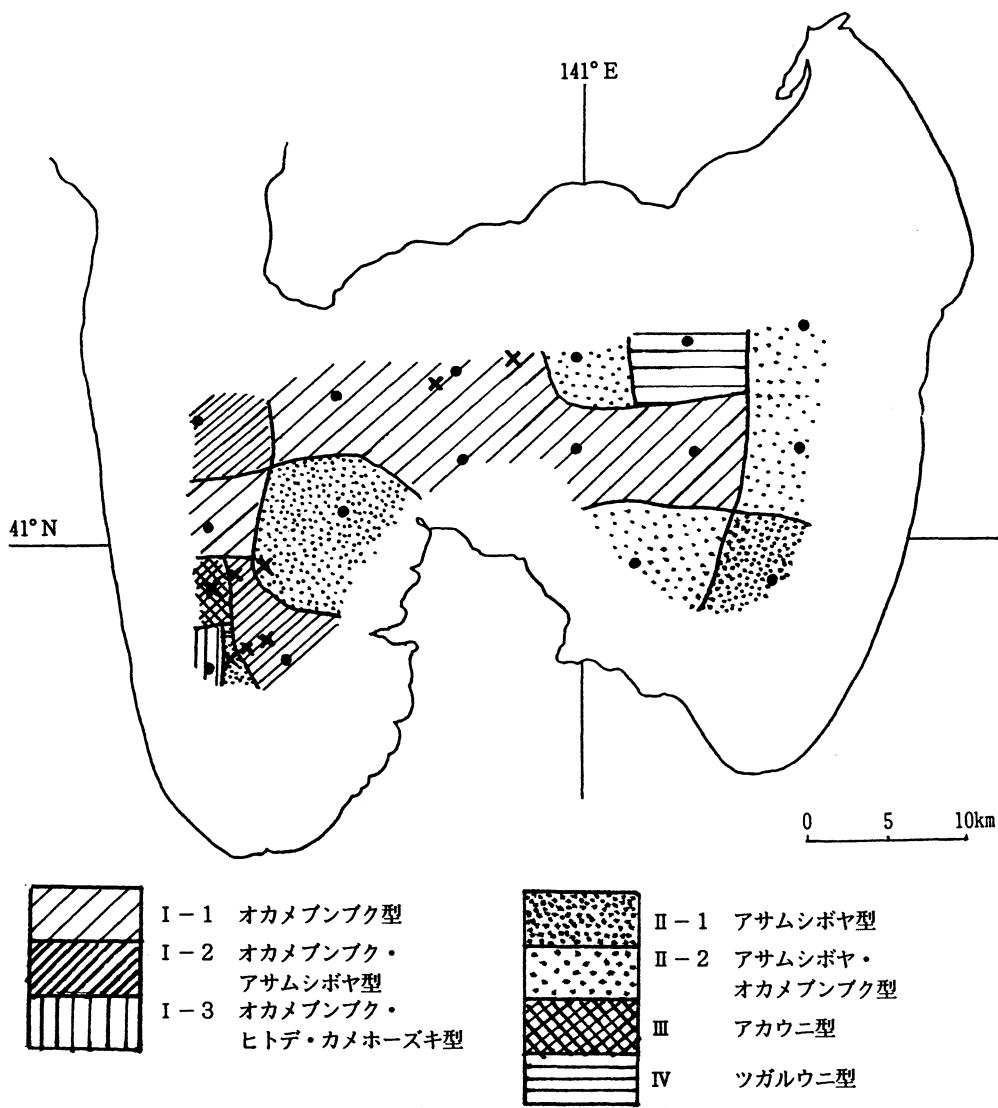 141°E
41°N
0 5 10km
Ⅰ－1 オカメブンブク型
Ⅰ－2 オカメブンブク・
アサムシボヤ型
Ⅰ－3 オカメブンブク・
ヒトデ・カメホーズキ型
Ⅱ－1 アサムシボヤ型
Ⅱ－2 アサムシボヤ・
オカメブンブク型
Ⅲ アカウニ型
Ⅳ ツガルウニ型